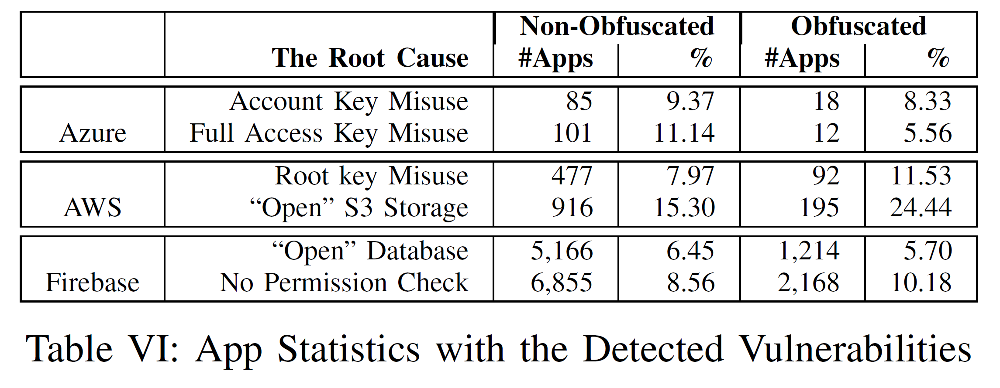 Non-Obfuscated Obfuscated
The Root Cause #Apps % #Apps %
Account Key Misuse 85 9.37 18 8.33
Azure Full Access Key Misuse 101 11.14 12 5.56
Root key Misuse 477 7.97 92 11.53
AWS “Open” S3 Storage 916 15.30 195 24.44
“Open” Database 5,166 6.45 1,214 5.70
Firebase No Permission Check 6,855 8.56 2,168 10.18
Table VI: App Statistics with the Detected Vulnerabilities